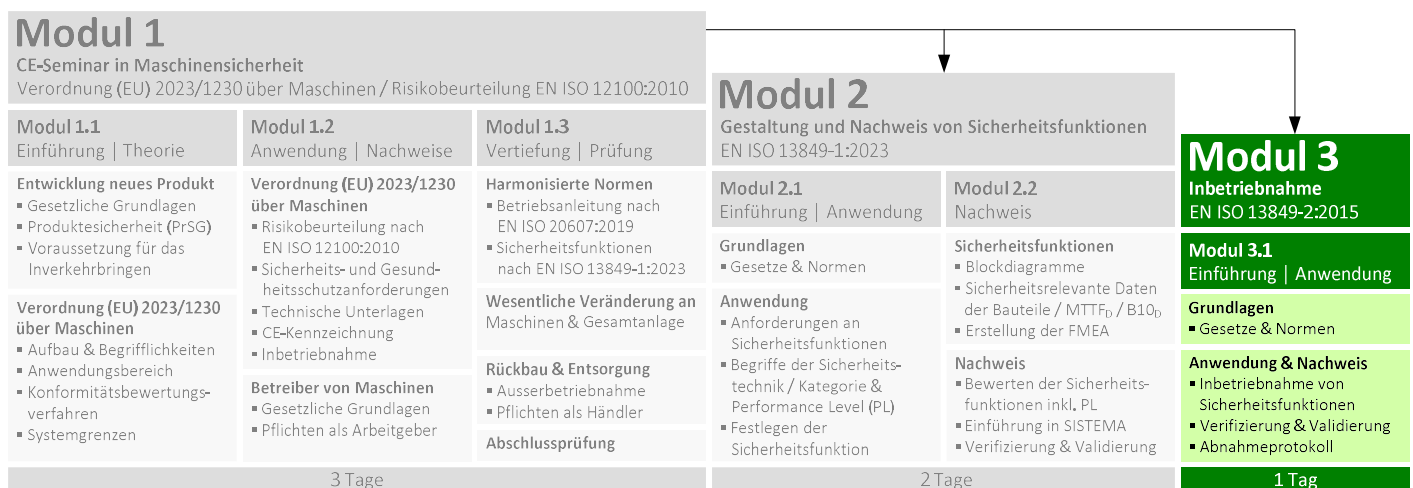 Modul 1
CE-Seminar in Maschinensicherheit
Verordnung (EU) 2023/1230 über Maschinen / Risikobeurteilung EN ISO 12100:2010
Modul 1.1
Einführung | Theorie
Entwicklung neues Produkt
▪ Gesetzliche Grundlagen
▪ Produktesicherheit (PrSG)
▪ Voraussetzung für das
Inverkehrbringen
Verordnung (EU) 2023/1230
über Maschinen
▪ Aufbau & Begrifflichkeiten
▪ Anwendungsbereich
▪ Konformitätsbewertungs-
verfahren
▪ Systemgrenzen
Modul 1.2
Anwendung | Nachweise
Verordnung (EU) 2023/1230
über Maschinen
▪ Risikobeurteilung nach
EN ISO 12100:2010
▪ Sicherheits- und Gesund-
heitsschutzanforderungen
▪ Technische Unterlagen
▪ CE-Kennzeichnung
▪ Inbetriebnahme
Betreiber von Maschinen
▪ Gesetzliche Grundlagen
▪ Pflichten als Arbeitgeber
Modul 1.3
Vertiefung | Prüfung
Harmonisierte Normen
▪ Betriebsanleitung nach
EN ISO 20607:2019
▪ Sicherheitsfunktionen
nach EN ISO 13849-1:2023
Wesentliche Veränderung an
Maschinen & Gesamtanlage
Rückbau & Entsorgung
▪ Ausserbetriebnahme
▪ Pflichten als Händler
Abschlussprüfung
3 Tage
Modul 2
Gestaltung und Nachweis von Sicherheitsfunktionen
EN ISO 13849-1:2023
Modul 2.1
Einführung | Anwendung
Grundlagen
▪ Gesetze & Normen
Anwendung
▪ Anforderungen an
Sicherheitsfunktionen
▪ Begriffe der Sicherheits-
technik / Kategorie &
Performance Level (PL)
▪ Festlegen der
Sicherheitsfunktion
Modul 2.2
Nachweis
Sicherheitsfunktionen
▪ Blockdiagramme
▪ Sicherheitsrelevante Daten
der Bauteile / MTTFD / B10D
▪ Erstellung der FMEA
Nachweis
▪ Bewerten der Sicherheits-
funktionen inkl. PL
▪ Einführung in SISTEMA
▪ Verifizierung & Validierung
2 Tage
Modul 3
Inbetriebnahme
EN ISO 13849-2:2015
Modul 3.1
Einführung | Anwendung
Grundlagen
▪ Gesetze & Normen
Anwendung & Nachweis
▪ Inbetriebnahme von
Sicherheitsfunktionen
▪ Verifizierung & Validierung
▪ Abnahmeprotokoll
1 Tag